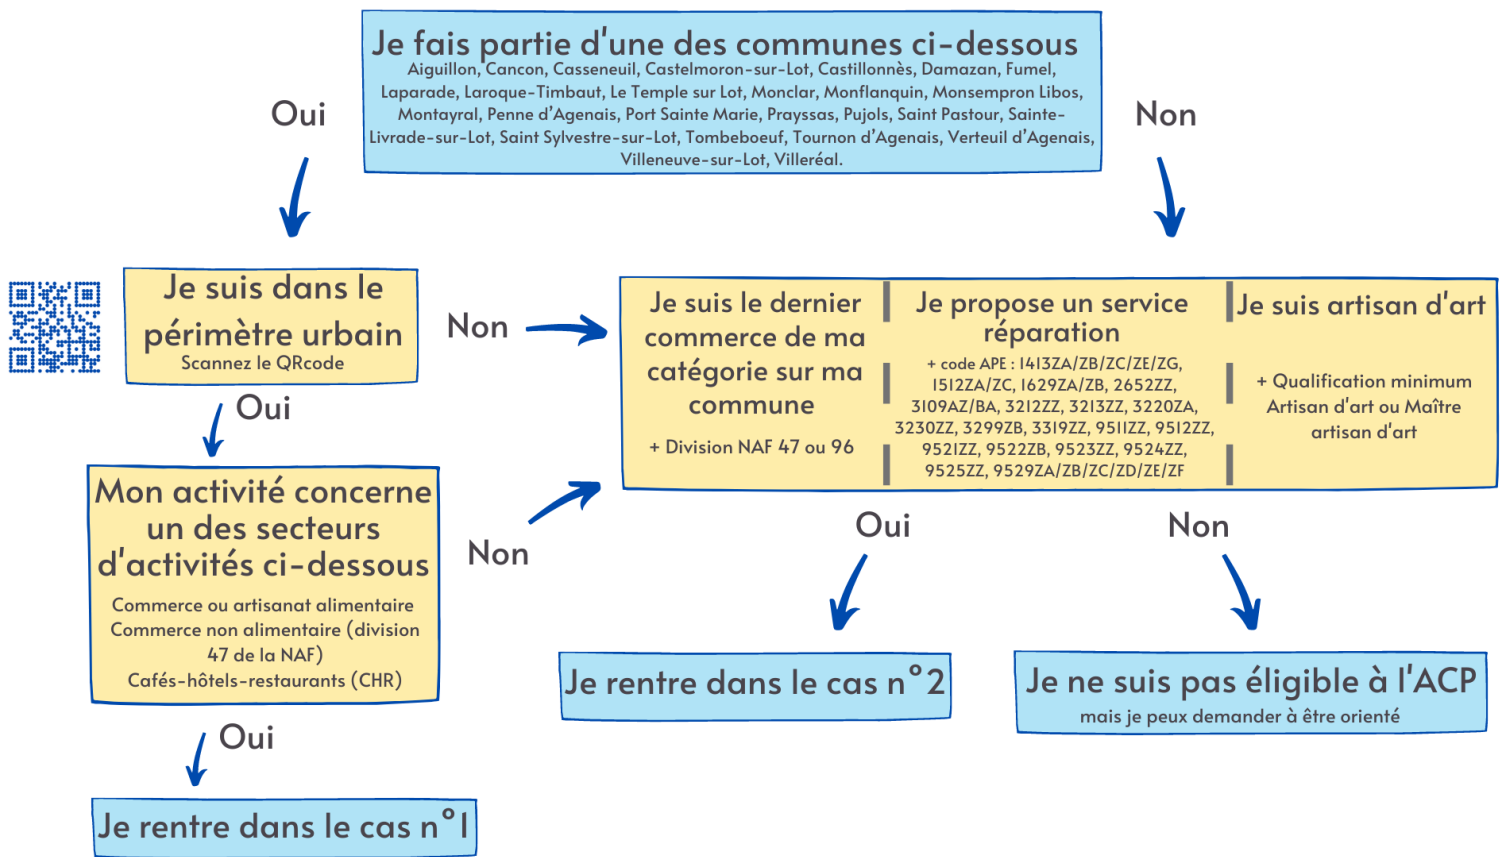 Je fais partie d'une des communes ci-dessous
Aiguillon, Cancon, Casseneuil, Castelmoron-sur-Lot, Castillonnès, Damazan, Fumel,
Laparade, Laroque-Timbaut, Le Temple sur Lot, Monclar, Monflanquin, Monsempron Libos,
Montayral, Penne d'Agenais, Port Sainte Marie, Prayssas, Pujols, Saint Pastour, Sainte-
Livrade-sur-Lot, Saint Sylvestre-sur-Lot, Tombeboeuf, Tournon d'Agenais, Verteuil d'Agenais,
Villeneuve-sur-Lot, Villeréal.
Oui
Non
Je suis dans le
périmètre urbain
Scannez le QRcode
Non
Je suis le dernier
commerce de ma
catégorie sur ma
commune
+ Division NAF 47 ou 96
Je propose un service
réparation
+ code APE : 1413ZA/ZB/ZC/ZE/ZG,
1512ZA/ZC, 1629ZA/ZB, 2652ZZ,
3109AZ/BA, 3212ZZ, 3213ZZ, 3220ZA,
3230ZZ, 3299ZB, 3319ZZ, 9511ZZ, 9512ZZ,
9521ZZ, 9522ZB, 9523ZZ, 9524ZZ,
9525ZZ, 9529ZA/ZB/ZC/ZD/ZE/ZF
Je suis artisan d'art
+ Qualification minimum
Artisan d'art ou Maître
artisan d'art
Oui
Mon activité concerne
un des secteurs
d'activités ci-dessous
Commerce ou artisanat alimentaire
Commerce non alimentaire (division
47 de la NAF)
Cafés-hôtels-restaurants (CHR)
Non
Oui
Non
Je rentre dans le cas n°2
Je ne suis pas éligible à l'ACP
mais je peux demander à être orienté
Oui
Je rentre dans le cas n°1